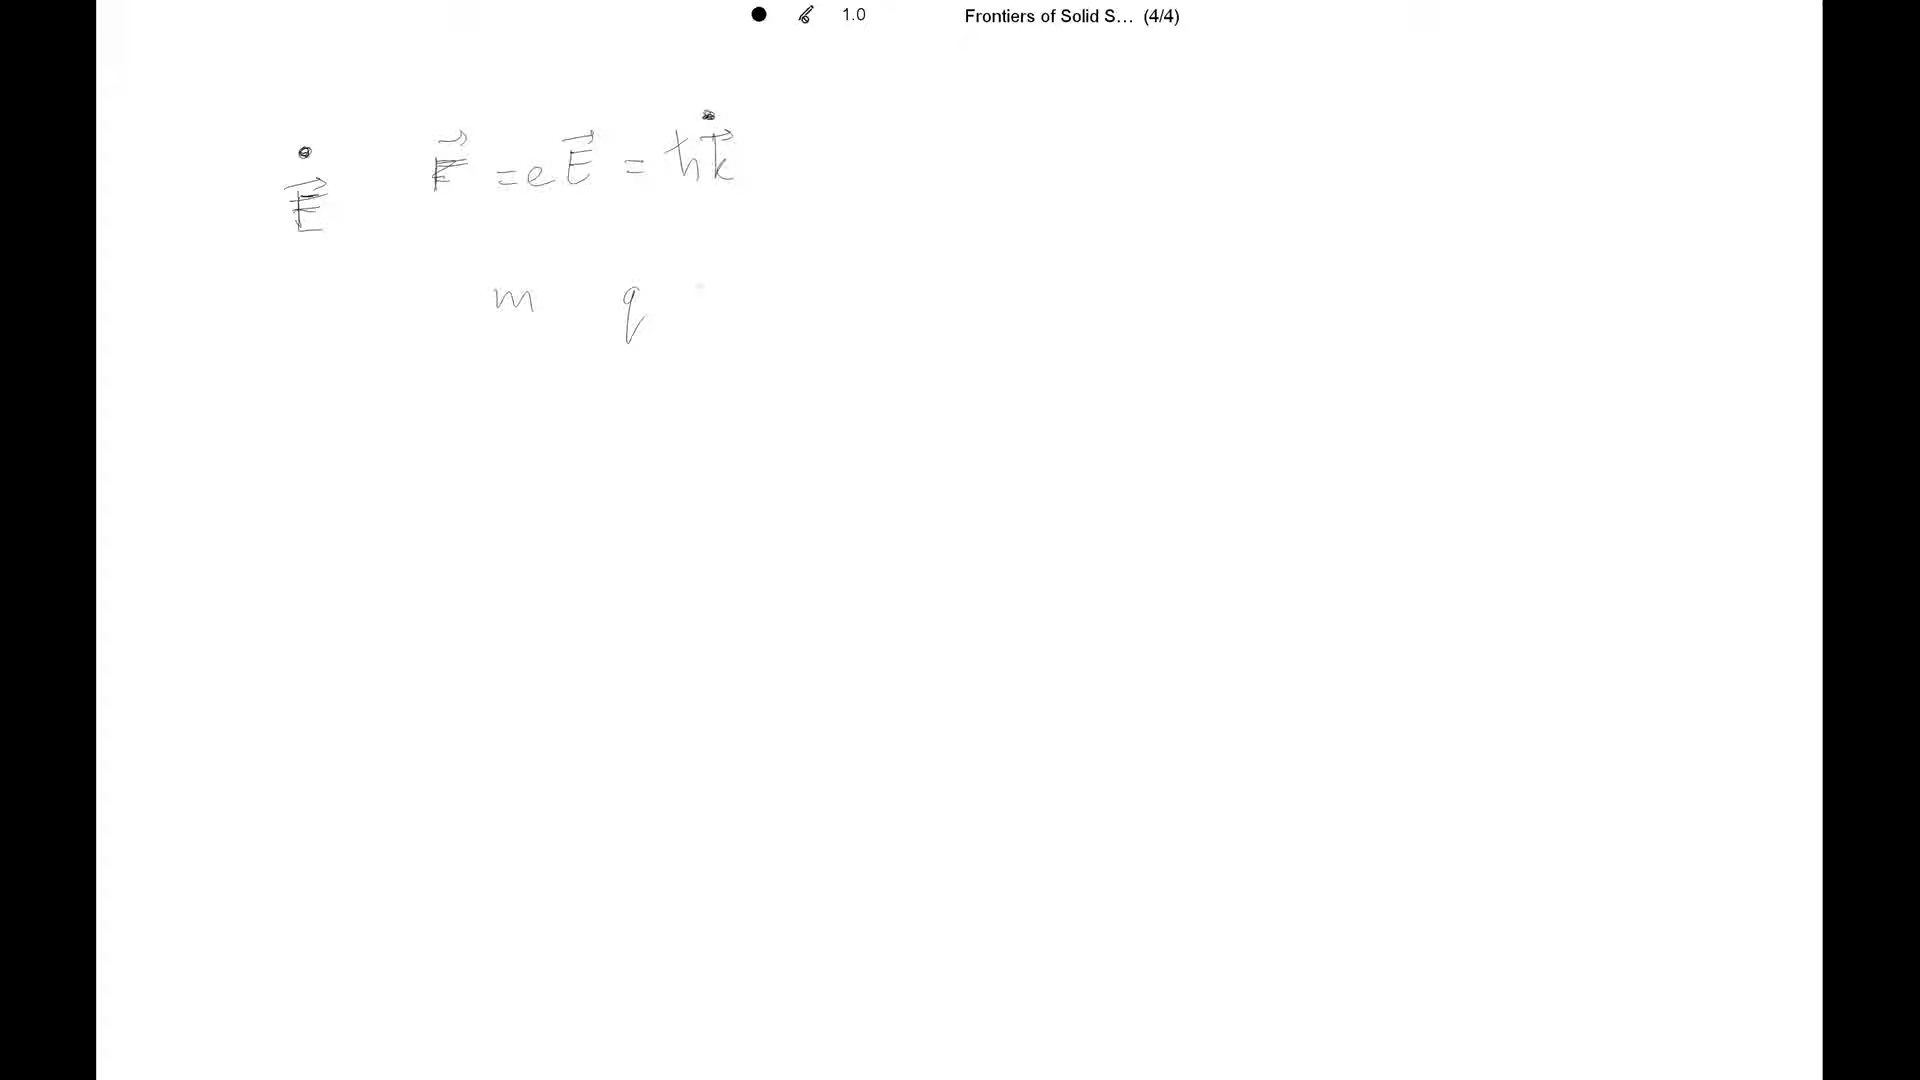 1.0 Frontiers of Solid S... (4/4)
F⃗ = eE⃗ = ħk⃗̇
E⃗
m q